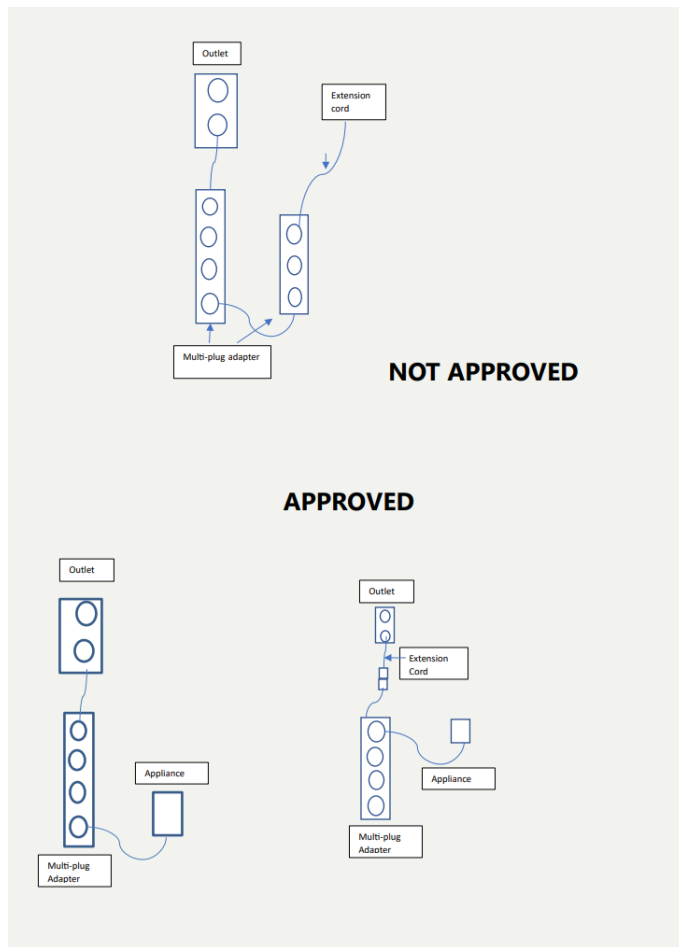 Outlet
Extension
cord
Multi-plug adapter
NOT APPROVED
APPROVED
Outlet
Outlet
Extension
Cord
Appliance
Appliance
Multi-plug
Adapter
Multi-plug
Adapter